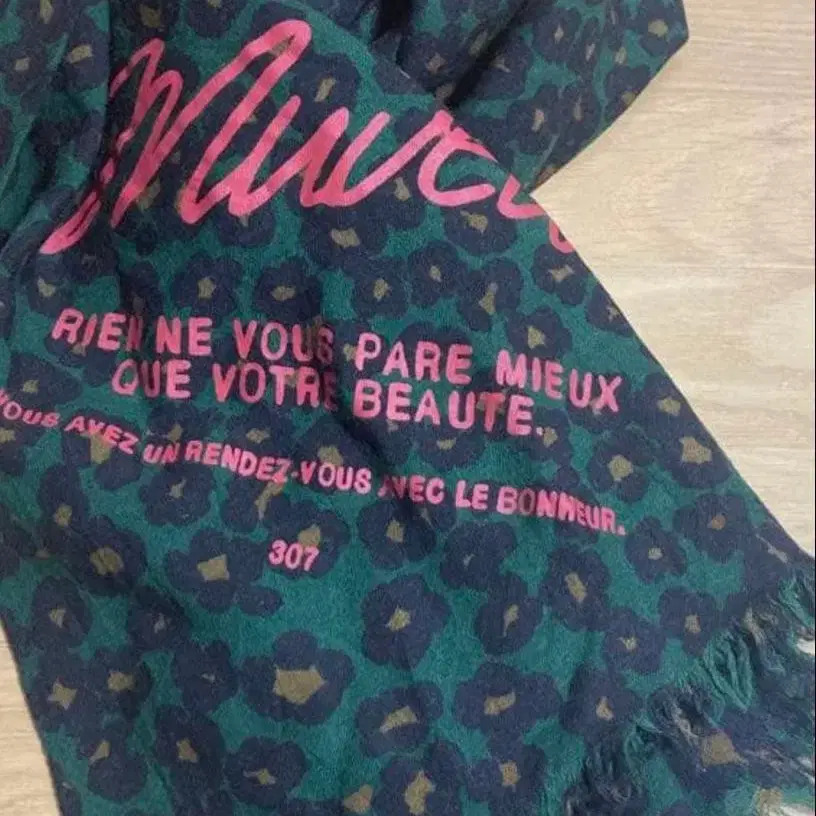 RIEN NE VOUS PARE MIEUX
QUE VOTRE BEAUTE.
VOUS AVEZ UN RENDEZ-VOUS AVEC LE BONHEUR.
307